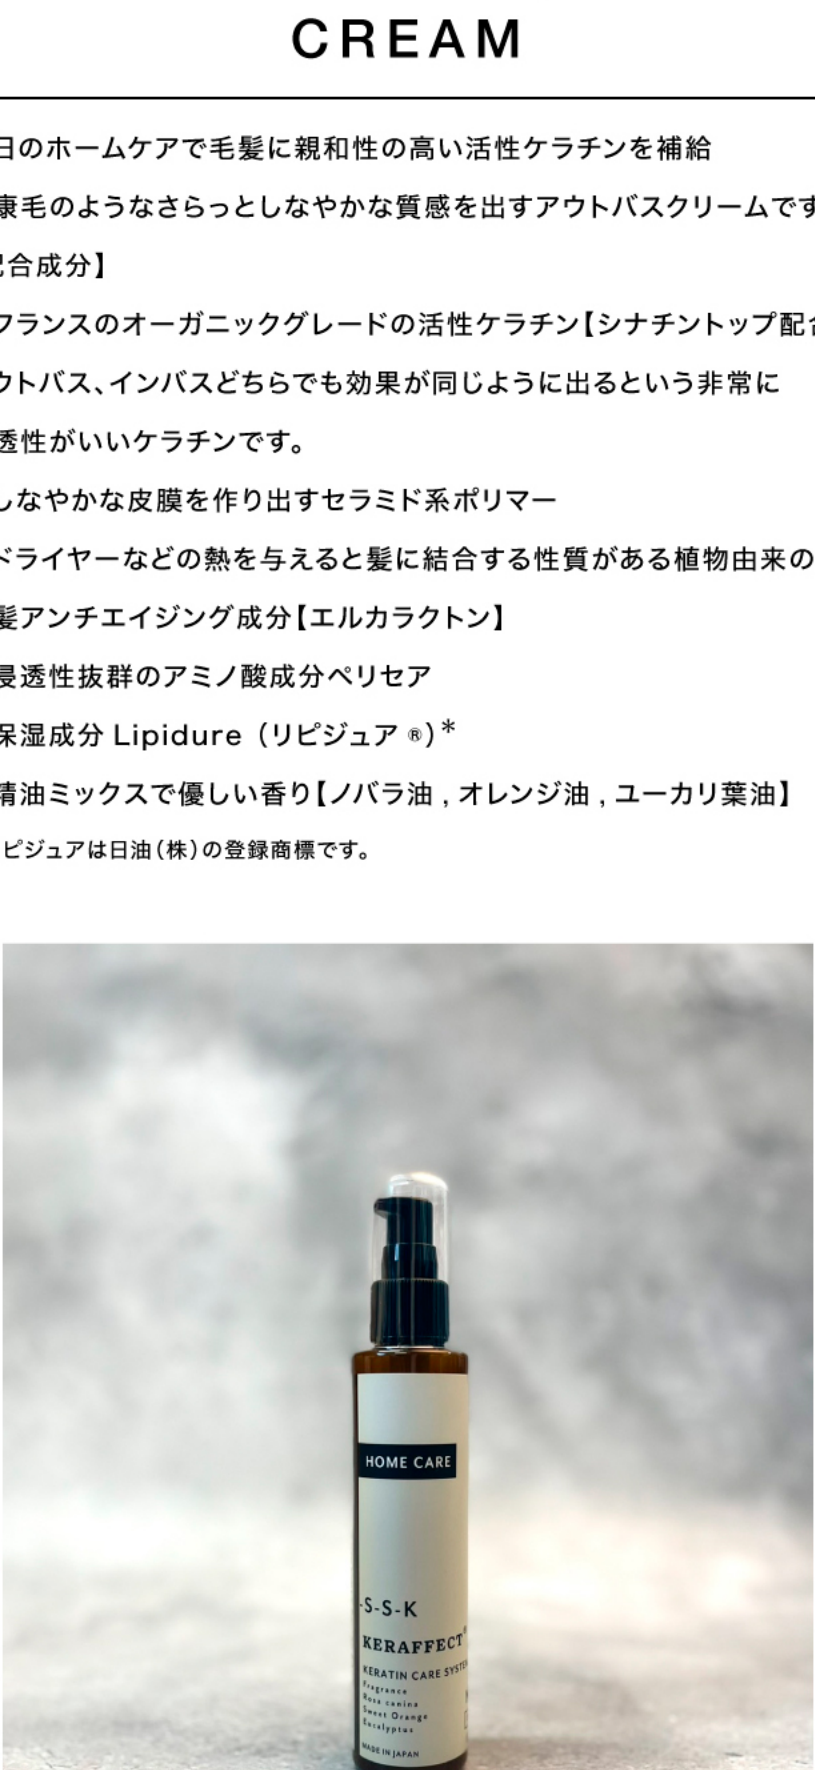 CREAM
日のホームケアで毛髪に親和性の高い活性ケラチンを補給
康毛のようなさらっとしなやかな質感を出すアウトバスクリームです
合成分】
フランスのオーガニックグレードの活性ケラチン【シナチントップ配合
ウトバス、インバスどちらでも効果が同じように出るという非常に
透性がいいケラチンです。
しなやかな皮膜を作り出すセラミド系ポリマー
ドライヤーなどの熱を与えると髪に結合する性質がある植物由来の
髪アンチエイジング成分【エルカラクトン】
浸透性抜群のアミノ酸成分ペリセア
保湿成分 Lipidure（リピジュア ®）＊
精油ミックスで優しい香り【ノバラ油 , オレンジ油 , ユーカリ葉油】
ピジュアは日油（株）の登録商標です。
HOME CARE
-S-S-K
KERAFFECT®
KERATIN CARE SYSTE
Fragrance
Rosa canina
Sweet Orange
Eucalyptus
MADE IN JAPAN